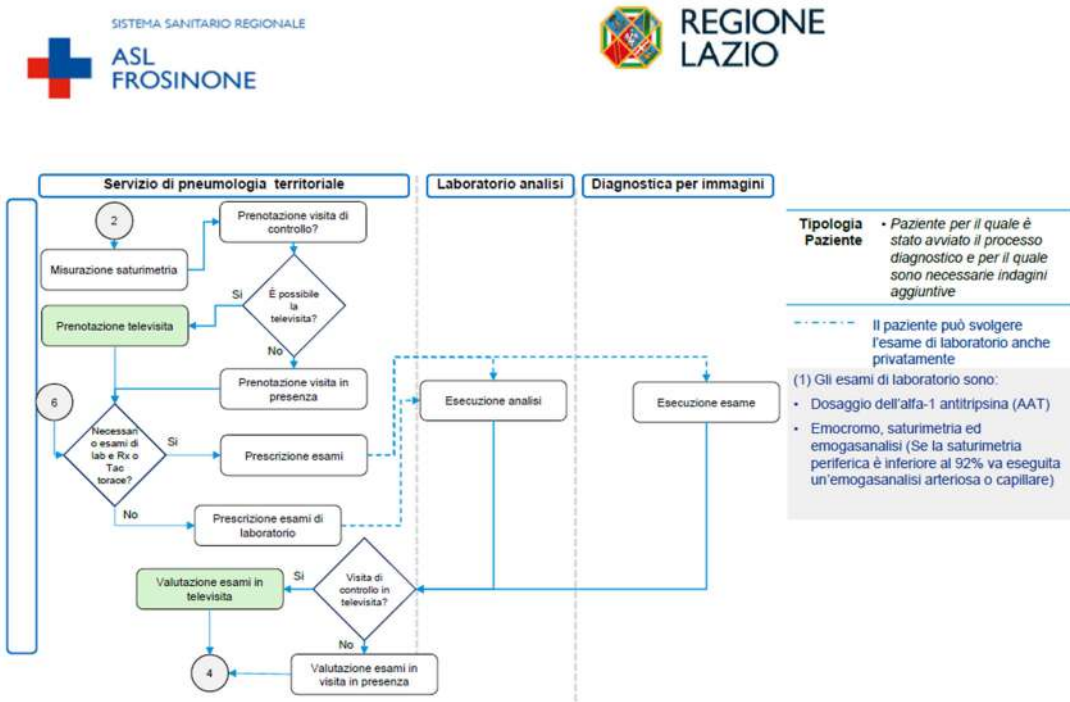 SISTEMA SANITARIO REGIONALE
ASL
FROSINONE
REGIONE
LAZIO
Servizio di pneumologia territoriale
Laboratorio analisi
Diagnostica per immagini
2
Prenotazione visita di
controllo?
Misurazione saturimetria
Si
È possibile
la
televisita?
Prenotazione televisita
No
Prenotazione visita in
presenza
6
Necessari
o esami di
lab e Rx o
Tac
torace?
Si
Prescrizione esami
Esecuzione analisi
Esecuzione esame
No
Prescrizione esami di
laboratorio
Valutazione esami in
televisita
Si
Visita di
controllo in
televisita?
No
4
Valutazione esami in
visita in presenza
Tipologia
Paziente
• Paziente per il quale è
stato avviato il processo
diagnostico e per il quale
sono necessarie indagini
aggiuntive
Il paziente può svolgere
l'esame di laboratorio anche
privatamente
(1) Gli esami di laboratorio sono:
• Dosaggio dell'alfa-1 antitripsina (AAT)
• Emocromo, saturimetria ed
emogasanalisi (Se la saturimetria
periferica è inferiore al 92% va eseguita
un'emogasanalisi arteriosa o capillare)